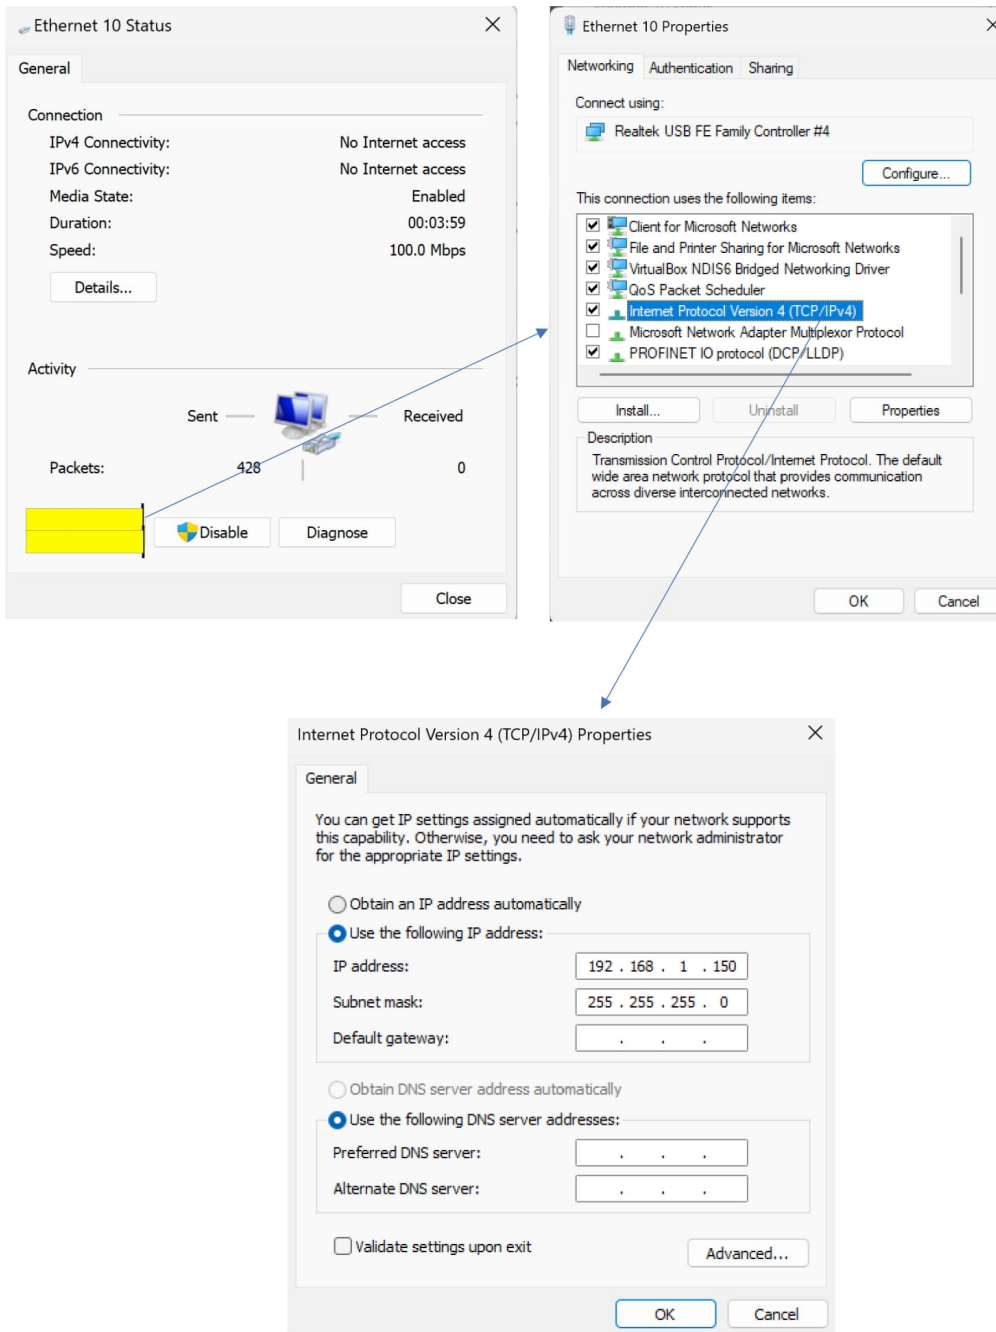 Ethernet 10 Status
General
Connection
IPv4 Connectivity: No Internet access
IPv6 Connectivity: No Internet access
Media State: Enabled
Duration: 00:03:59
Speed: 100.0 Mbps
Details...
Activity
Sent Received
Packets: 428 0
Disable Diagnose
Close
Ethernet 10 Properties
Networking Authentication Sharing
Connect using:
Realtek USB FE Family Controller #4
Configure...
This connection uses the following items:
Client for Microsoft Networks
File and Printer Sharing for Microsoft Networks
VirtualBox NDIS6 Bridged Networking Driver
QoS Packet Scheduler
Internet Protocol Version 4 (TCP/IPv4)
Microsoft Network Adapter Multiplexor Protocol
PROFINET IO protocol (DCP/LLDP)
Install... Uninstall Properties
Description
Transmission Control Protocol/Internet Protocol. The default
wide area network protocol that provides communication
across diverse interconnected networks.
OK Cancel
Internet Protocol Version 4 (TCP/IPv4) Properties
General
You can get IP settings assigned automatically if your network supports
this capability. Otherwise, you need to ask your network administrator
for the appropriate IP settings.
Obtain an IP address automatically
Use the following IP address:
IP address: 192 . 168 . 1 . 150
Subnet mask: 255 . 255 . 255 . 0
Default gateway: . . .
Obtain DNS server address automatically
Use the following DNS server addresses:
Preferred DNS server: . . .
Alternate DNS server: . . .
Validate settings upon exit
Advanced...
OK Cancel